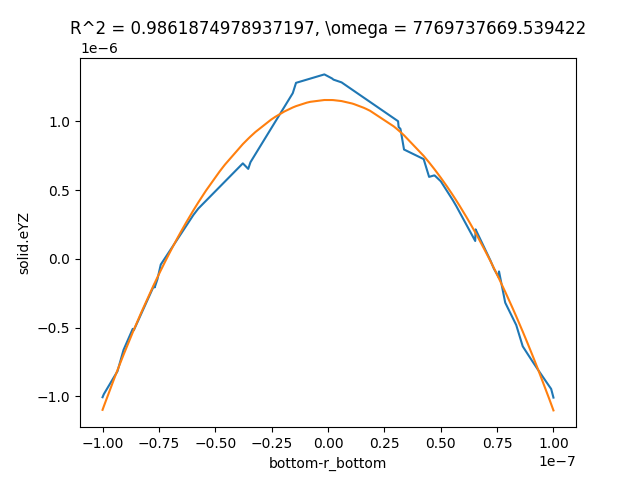 R^2 = 0.9861874978937197, \omega = 7769737669.539422
1e−6
1.0
0.5
0.0
−0.5
−1.0
solid.eYZ
−1.00 −0.75 −0.50 −0.25 0.00 0.25 0.50 0.75 1.00
bottom-r_bottom 1e−7